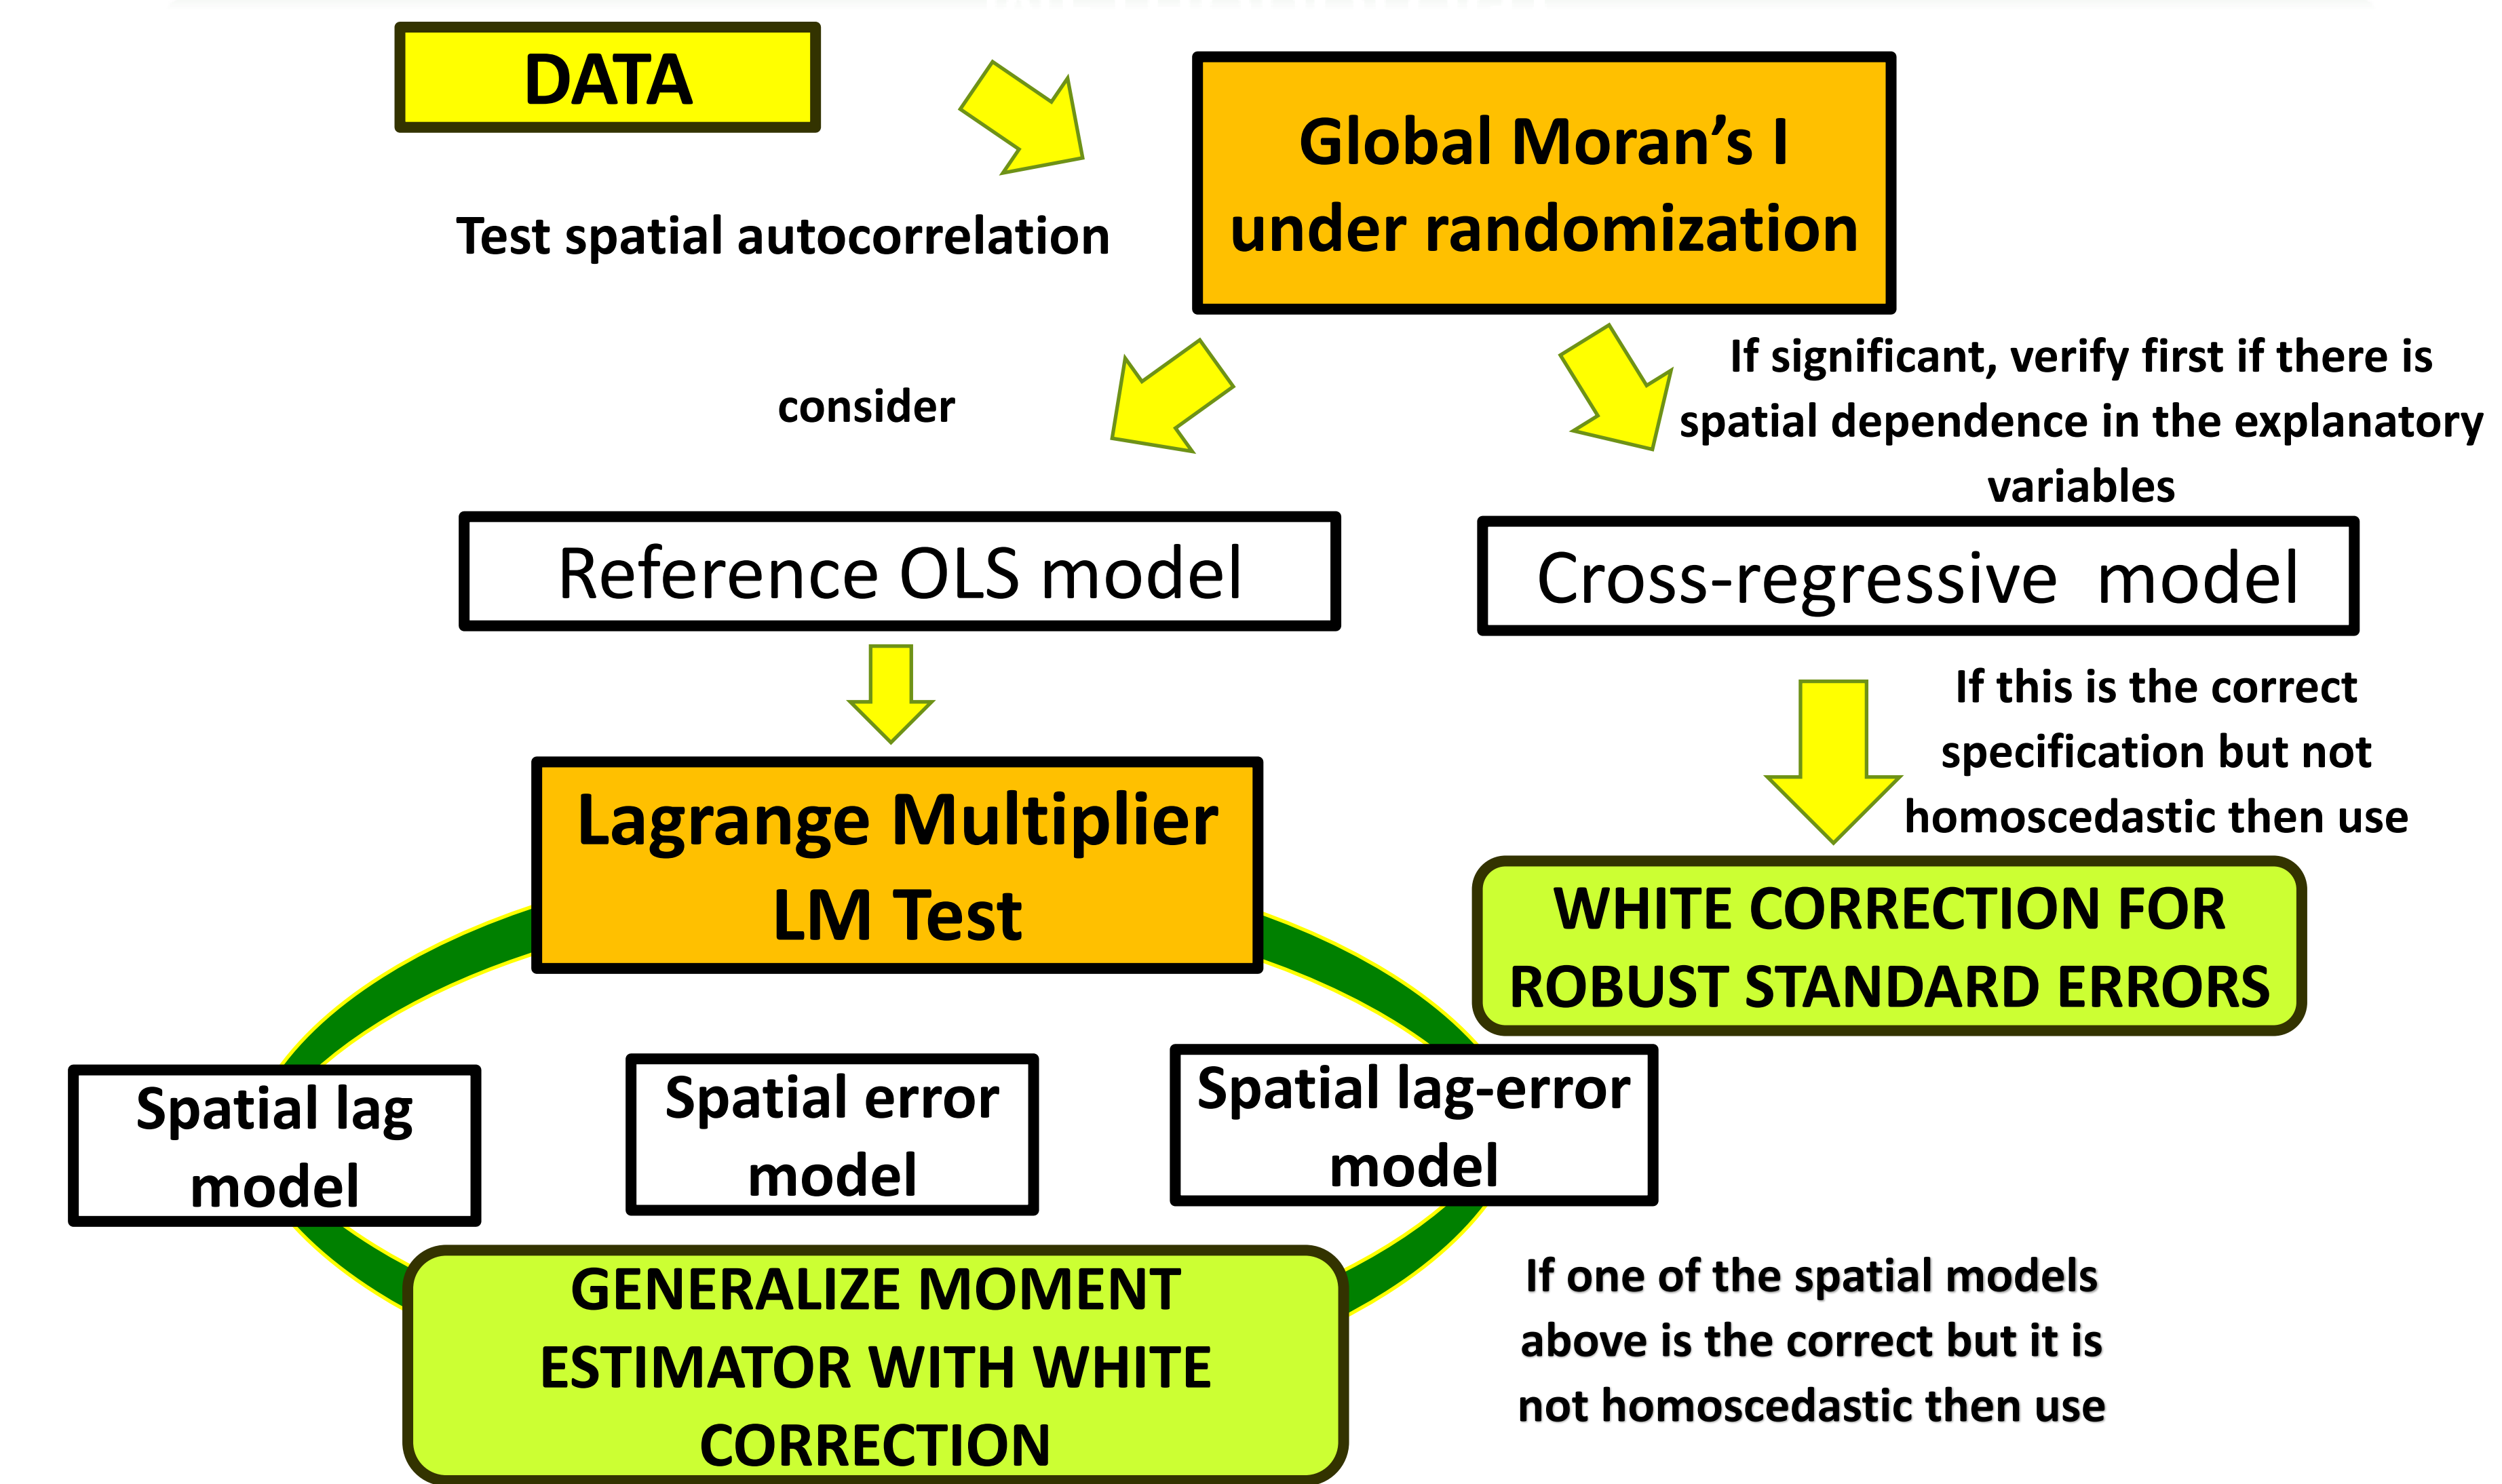 DATA
Global Moran’s I
under randomization
Test spatial autocorrelation
consider
If significant, verify first if there is
spatial dependence in the explanatory
variables
Reference OLS model
Cross-regressive model
If this is the correct
specification but not
homoscedastic then use
Lagrange Multiplier
LM Test
WHITE CORRECTION FOR
ROBUST STANDARD ERRORS
Spatial lag
model
Spatial error
model
Spatial lag-error
model
GENERALIZE MOMENT
ESTIMATOR WITH WHITE
CORRECTION
If one of the spatial models
above is the correct but it is
not homoscedastic then use